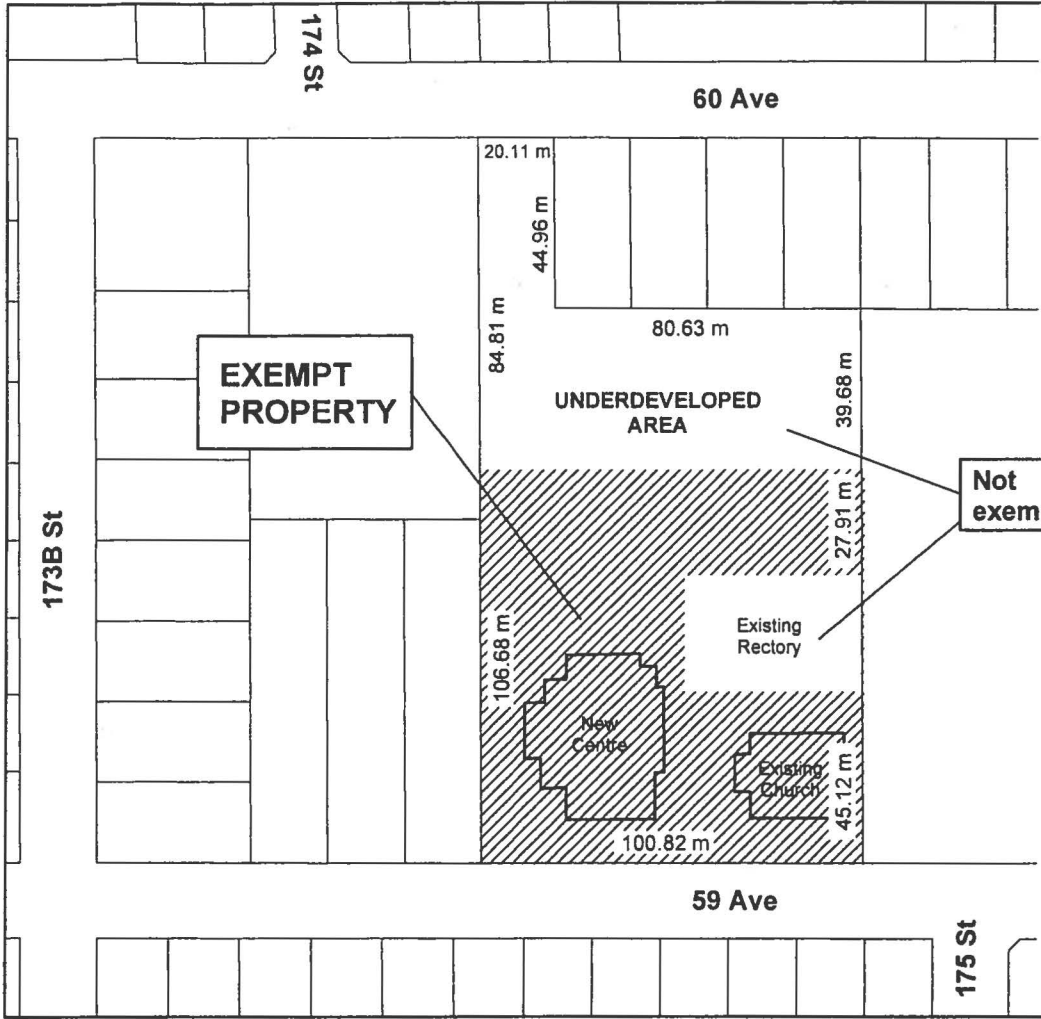 174 St
60 Ave
20.11 m
44.96 m
84.81 m
80.63 m
39.68 m
EXEMPT
PROPERTY
UNDERDEVELOPED
AREA
Not
exem
27.91 m
173B St
Existing
Rectory
106.68 m
New
Centre
Existing
Church
45.12 m
100.82 m
59 Ave
175 St